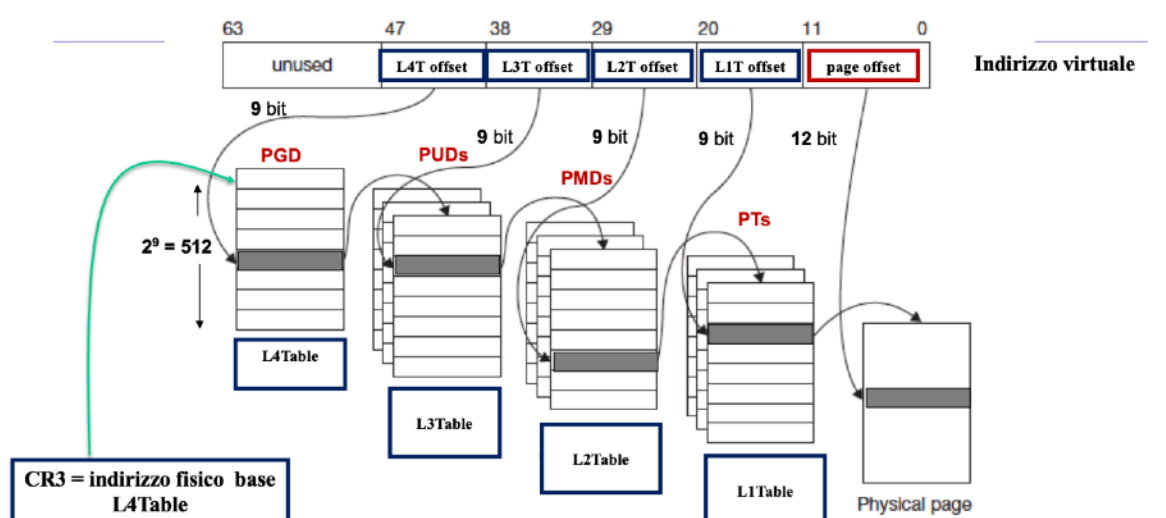 63 47 38 29 20 11 0
unused L4T offset L3T offset L2T offset L1T offset page offset Indirizzo virtuale
9 bit
9 bit 9 bit 9 bit 12 bit
PGD PUDs
PMDs
PTs
2⁹ = 512
L4Table
L3Table
L2Table
CR3 = indirizzo fisico base
L4Table
L1Table
Physical page